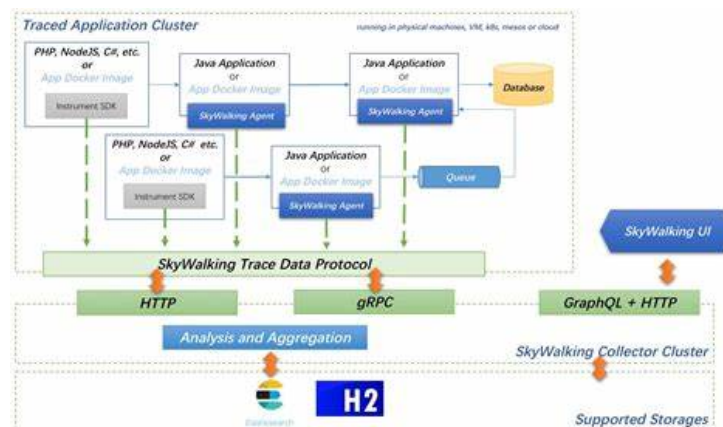 Traced Application Cluster
running in physical machines, VM, k8s, mesos or cloud
PHP, NodeJS, C#, etc.
or
App Docker Image
Instrument SDK
Java Application
or
App Docker Image
SkyWalking Agent
Java Application
or
App Docker Image
SkyWalking Agent
Database
PHP, NodeJS, C# etc.
or
App Docker Image
Instrument SDK
Java Application
or
App Docker Image
SkyWalking Agent
Queue
SkyWalking UI
SkyWalking Trace Data Protocol
HTTP
gRPC
GraphQL + HTTP
Analysis and Aggregation
SkyWalking Collector Cluster
H2
Elasticsearch
Supported Storages